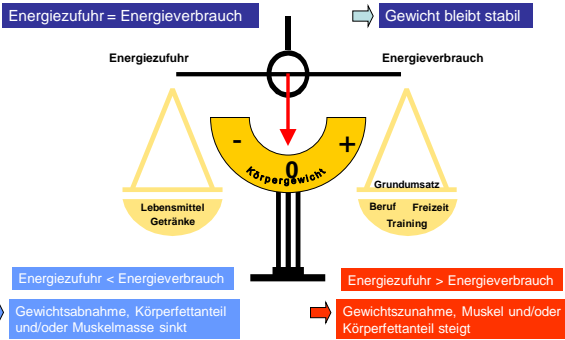 Energiezufuhr = Energieverbrauch
Gewicht bleibt stabil
Energiezufuhr
Energieverbrauch
- +
0
Körpergewicht
Lebensmittel
Getränke
Grundumsatz
Beruf Freizeit
Training
Energiezufuhr < Energieverbrauch
Gewichtsabnahme, Körperfettanteil
und/oder Muskelmasse sinkt
Energiezufuhr > Energieverbrauch
Gewichtszunahme, Muskel und/oder
Körperfettanteil steigt